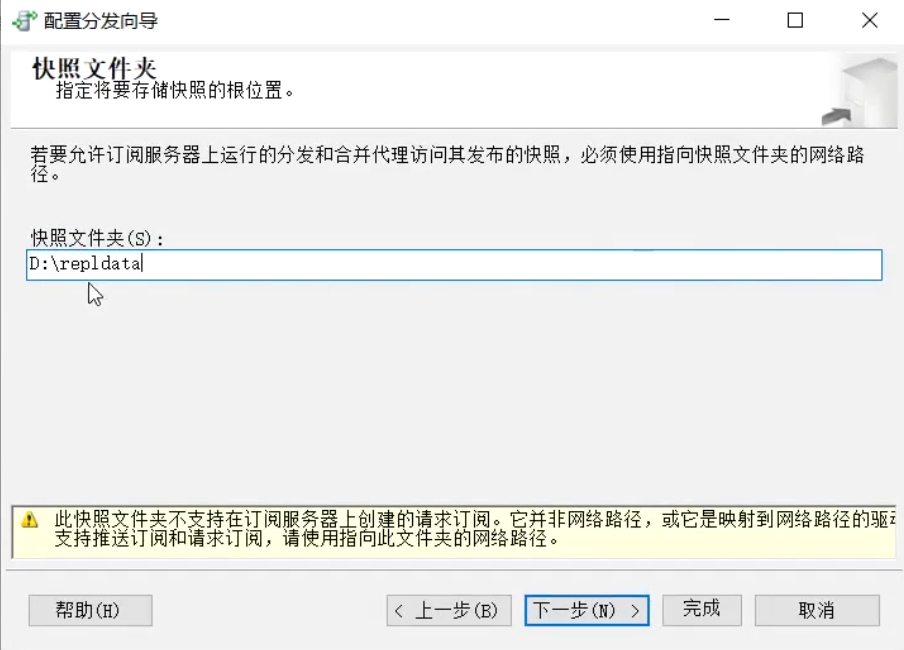 配置分发向导
快照文件夹
指定将要存储快照的根位置。
若要允许订阅服务器上运行的分发和合并代理访问其发布的快照，必须使用指向快照文件夹的网络路
径。
快照文件夹(S)：
D:\repldata
此快照文件夹不支持在订阅服务器上创建的请求订阅。它并非网络路径，或它是映射到网络路径的驱
支持推送订阅和请求订阅，请使用指向此文件夹的网络路径。
帮助(H)
< 上一步(B)
下一步(N) >
完成
取消